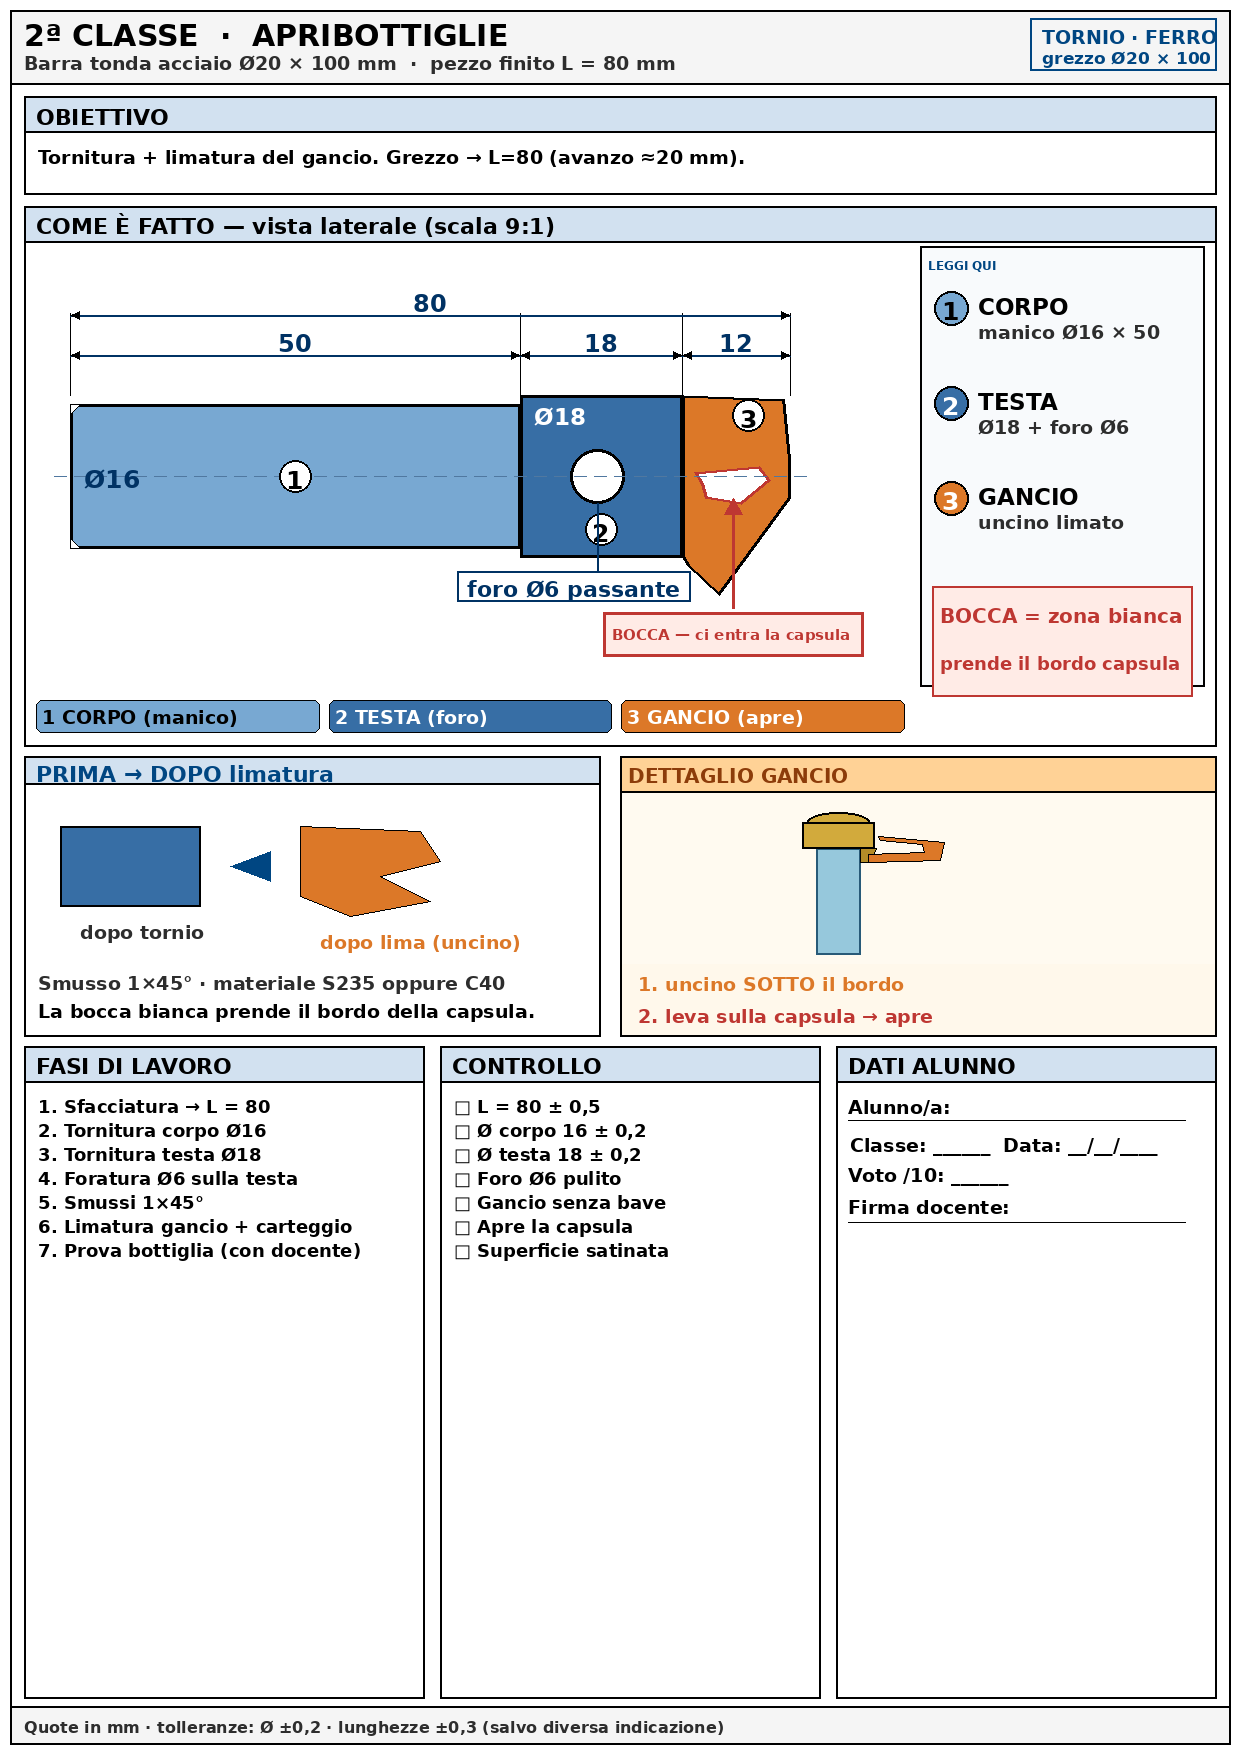 2ª CLASSE · APRIBOTTIGLIE
Barra tonda acciaio Ø20 × 100 mm · pezzo finito L = 80 mm
TORNIO · FERRO
grezzo Ø20 × 100
OBIETTIVO
Tornitura + limatura del gancio. Grezzo → L=80 (avanzo ≈20 mm).
COME È FATTO — vista laterale (scala 9:1)
80
50
18
12
Ø16
1
Ø18
2
3
foro Ø6 passante
BOCCA — ci entra la capsula
LEGGI QUI
1 CORPO
manico Ø16 × 50
2 TESTA
Ø18 + foro Ø6
3 GANCIO
uncino limato
BOCCA = zona bianca
prende il bordo capsula
1 CORPO (manico)
2 TESTA (foro)
3 GANCIO (apre)
PRIMA → DOPO limatura
dopo tornio
dopo lima (uncino)
Smusso 1×45° · materiale S235 oppure C40
La bocca bianca prende il bordo della capsula.
DETTAGLIO GANCIO
1. uncino SOTTO il bordo
2. leva sulla capsula → apre
FASI DI LAVORO
1. Sfacciatura → L = 80
2. Tornitura corpo Ø16
3. Tornitura testa Ø18
4. Foratura Ø6 sulla testa
5. Smussi 1×45°
6. Limatura gancio + carteggio
7. Prova bottiglia (con docente)
CONTROLLO
□ L = 80 ± 0,5
□ Ø corpo 16 ± 0,2
□ Ø testa 18 ± 0,2
□ Foro Ø6 pulito
□ Gancio senza bave
□ Apre la capsula
□ Superficie satinata
DATI ALUNNO
Alunno/a:
Classe: ______ Data: __/__/____
Voto /10: ______
Firma docente:
Quote in mm · tolleranze: Ø ±0,2 · lunghezze ±0,3 (salvo diversa indicazione)